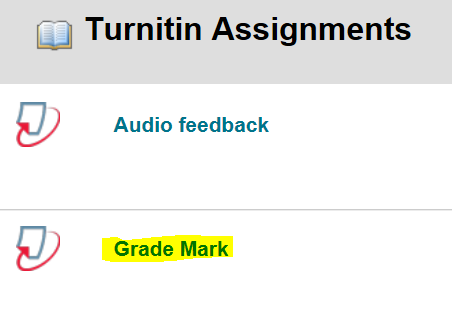 Turnitin Assignments
Audio feedback
Grade Mark